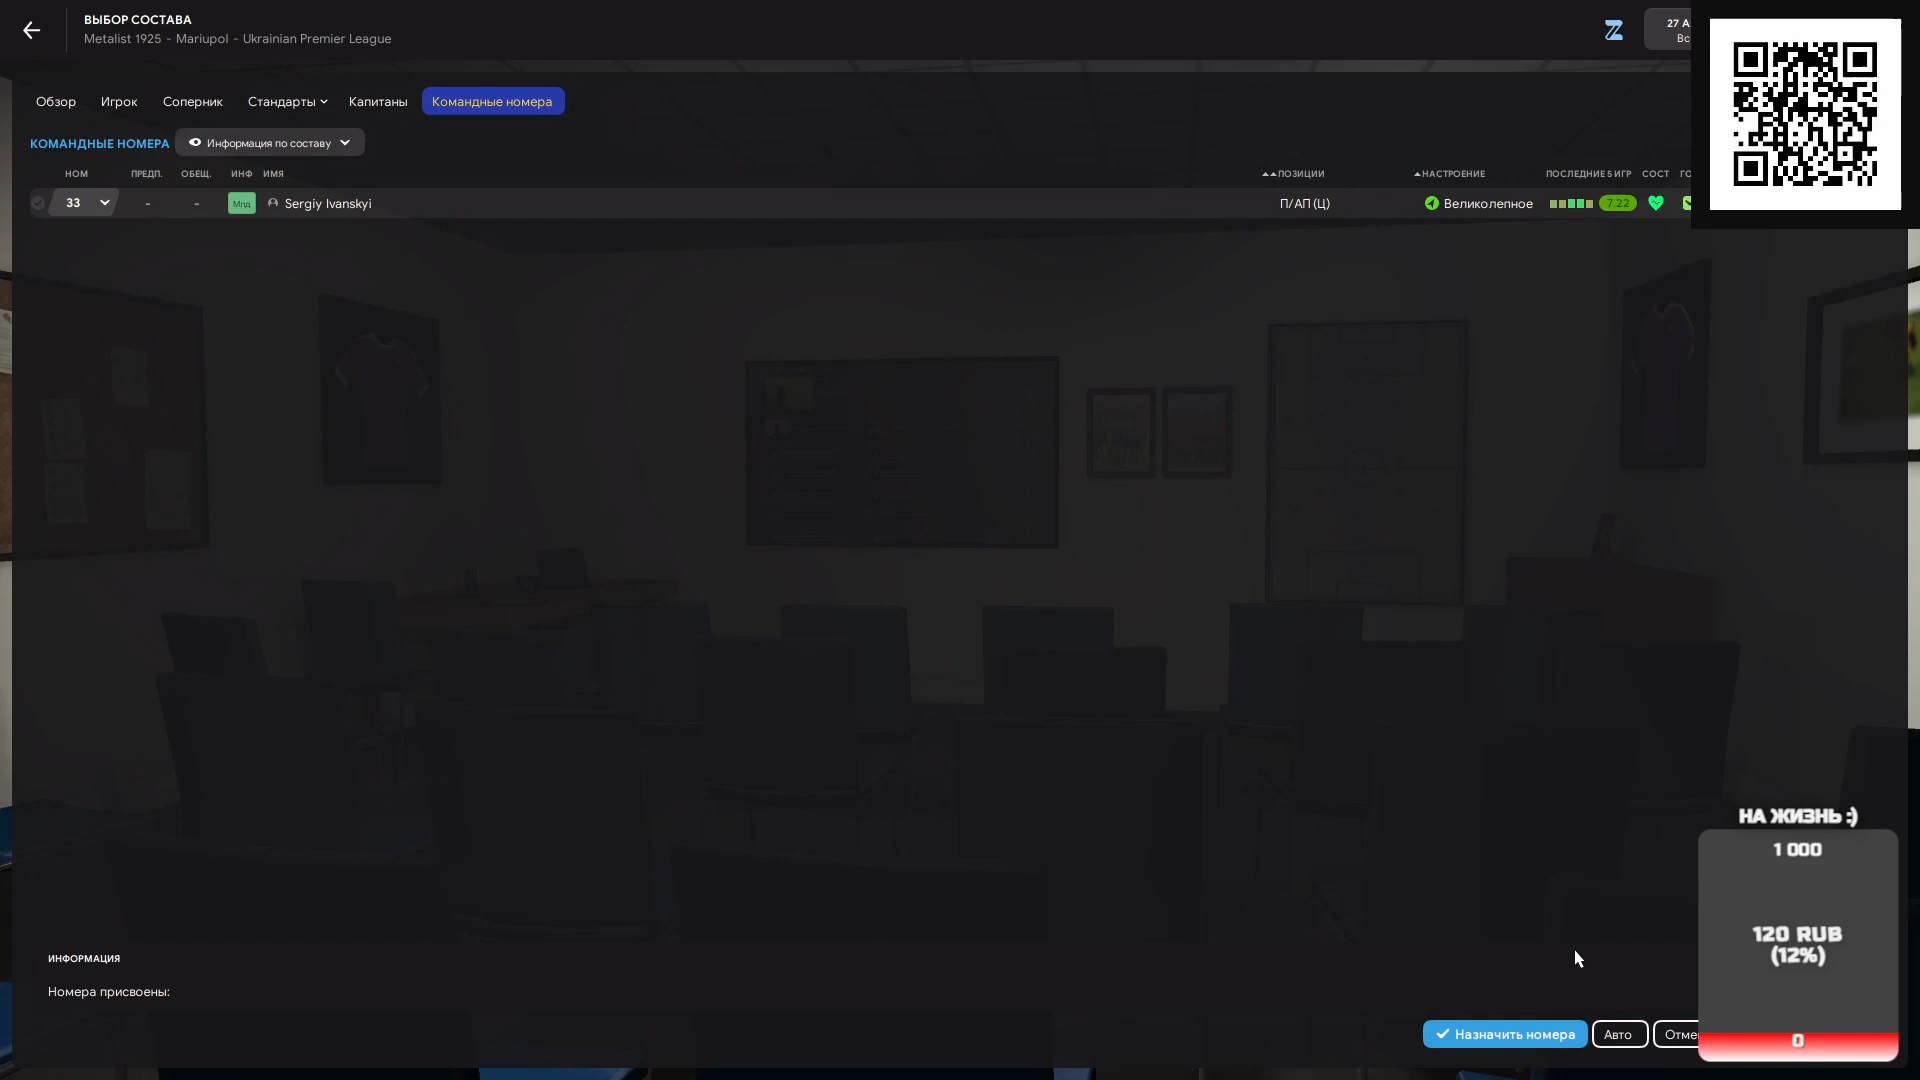 ВЫБОР СОСТАВА
Metalist 1925 - Mariupol - Ukrainian Premier League
27 А
Вс
Обзор Игрок Соперник Стандарты Капитаны Командные номера
КОМАНДНЫЕ НОМЕРА Информация по составу
НОМ ПРЕДП. ОБЕЩ. ИНФ ИМЯ ПОЗИЦИИ НАСТРОЕНИЕ ПОСЛЕДНИЕ 5 ИГР СОСТ ГО
33 - - Млд Sergiy Ivanskyi П/АП (Ц) Великолепное 7.22
НА ЖИЗНЬ :)
1 000
120 RUB
(12%)
ИНФОРМАЦИЯ
Номера присвоены:
Назначить номера Авто Отме
0